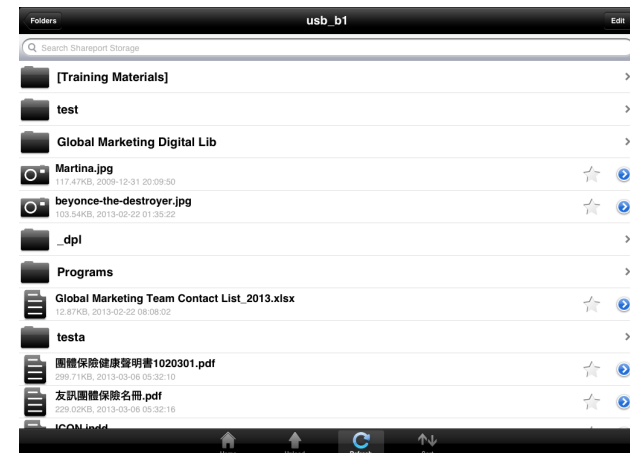 Folders
usb_b1
Edit
Search Shareport Storage
[Training Materials]
test
Global Marketing Digital Lib
Martina.jpg
117.47KB, 2009-12-31 20:09:50
beyonce-the-destroyer.jpg
103.54KB, 2013-02-22 01:35:22
_dpl
Programs
Global Marketing Team Contact List_2013.xlsx
12.87KB, 2013-02-22 08:08:02
testa
團體保險健康聲明書1020301.pdf
299.71KB, 2013-03-06 05:32:10
友訊團體保險名冊.pdf
229.02KB, 2013-03-06 05:32:16
ICON.indd
Refresh